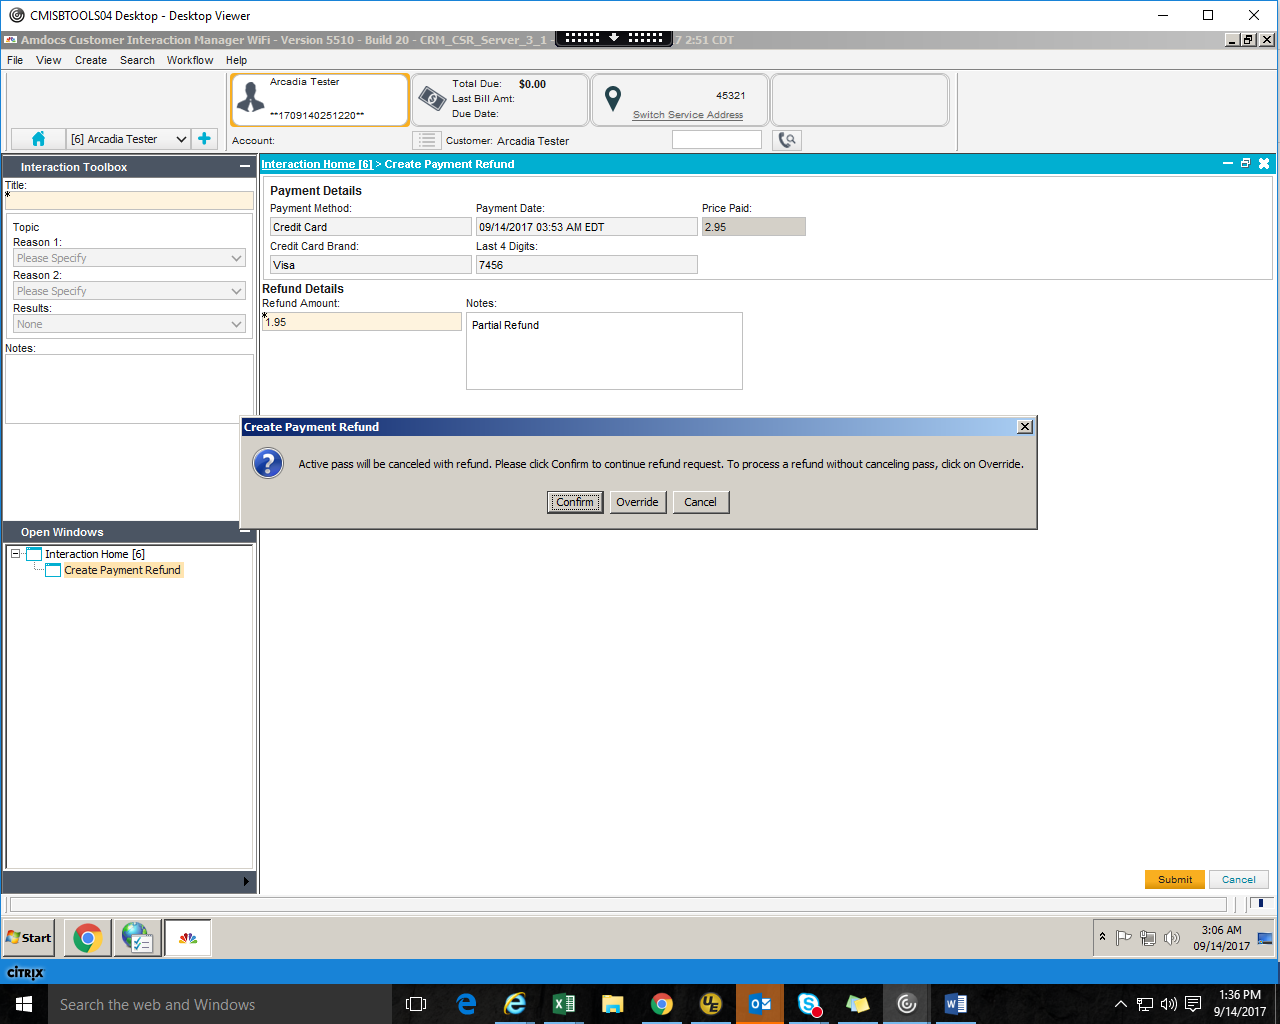 CMISBTOOLS04 Desktop - Desktop Viewer
Amdocs Customer Interaction Manager WiFi - Version 5510 - Build 20 - CRM_CSR_Server_3_1 - 7 2:51 CDT
File View Create Search Workflow Help
Arcadia Tester
**1709140251220**
Total Due: $0.00
Last Bill Amt:
Due Date:
45321
Switch Service Address
[6] Arcadia Tester
Account:
Customer: Arcadia Tester
Interaction Toolbox
Interaction Home [6] > Create Payment Refund
Title:
*
Topic
Reason 1:
Please Specify
Reason 2:
Please Specify
Results:
None
Notes:
Payment Details
Payment Method: Payment Date: Price Paid:
Credit Card 09/14/2017 03:53 AM EDT 2.95
Credit Card Brand: Last 4 Digits:
Visa 7456
Refund Details
Refund Amount: Notes:
*
1.95
Partial Refund
Create Payment Refund
Active pass will be canceled with refund. Please click Confirm to continue refund request. To process a refund without canceling pass, click on Override.
Confirm Override Cancel
Open Windows
Interaction Home [6]
Create Payment Refund
Submit Cancel
Start
3:06 AM
09/14/2017
CITRIX
Search the web and Windows
1:36 PM
9/14/2017